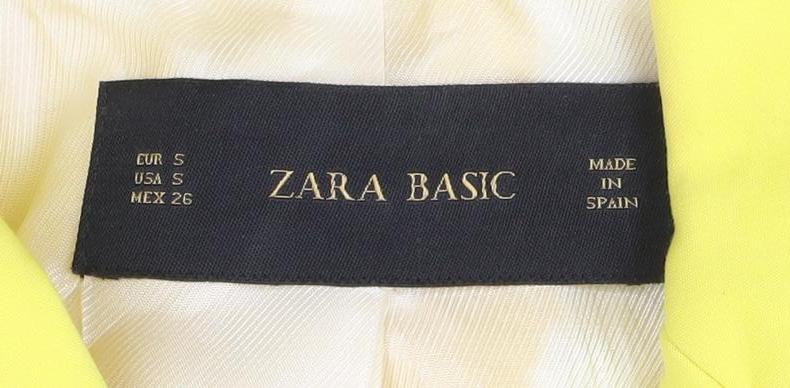 EUR S
USA S
MEX 26
ZARA BASIC
MADE
IN
SPAIN